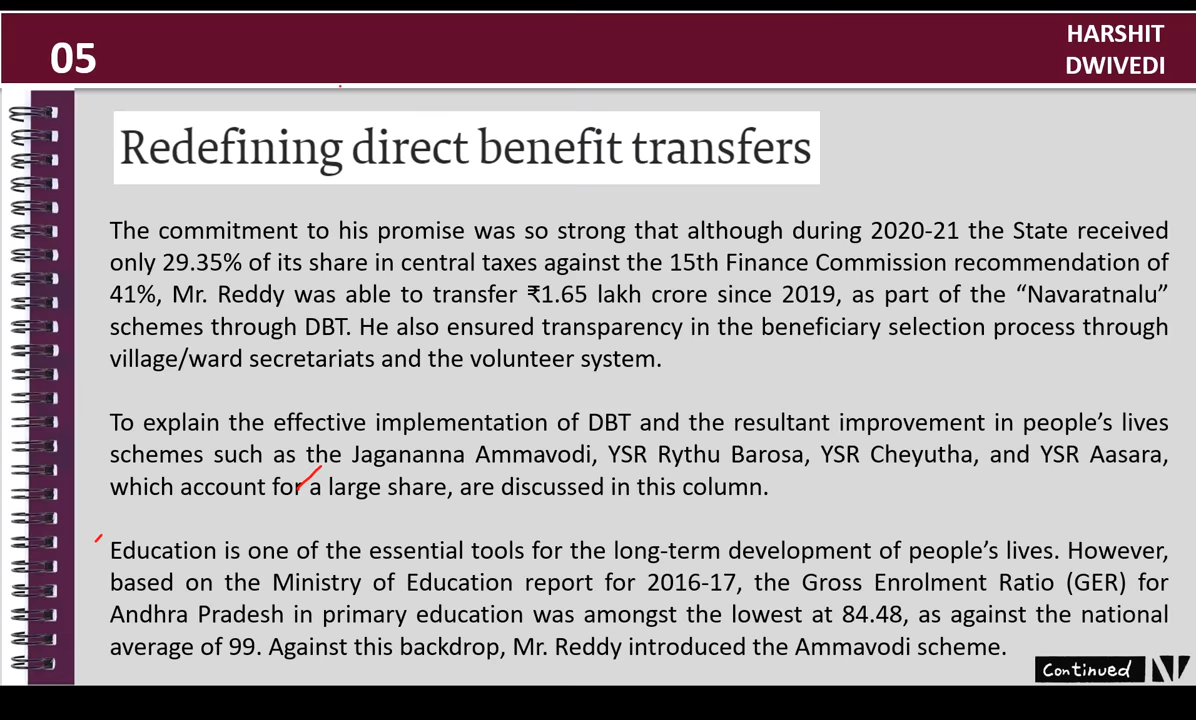 05
HARSHIT
DWIVEDI
Redefining direct benefit transfers
The commitment to his promise was so strong that although during 2020-21 the State received
only 29.35% of its share in central taxes against the 15th Finance Commission recommendation of
41%, Mr. Reddy was able to transfer ₹1.65 lakh crore since 2019, as part of the “Navaratnalu”
schemes through DBT. He also ensured transparency in the beneficiary selection process through
village/ward secretariats and the volunteer system.
To explain the effective implementation of DBT and the resultant improvement in people’s lives
schemes such as the Jagananna Ammavodi, YSR Rythu Barosa, YSR Cheyutha, and YSR Aasara,
which account for a large share, are discussed in this column.
Education is one of the essential tools for the long-term development of people’s lives. However,
based on the Ministry of Education report for 2016-17, the Gross Enrolment Ratio (GER) for
Andhra Pradesh in primary education was amongst the lowest at 84.48, as against the national
average of 99. Against this backdrop, Mr. Reddy introduced the Ammavodi scheme.
Continued